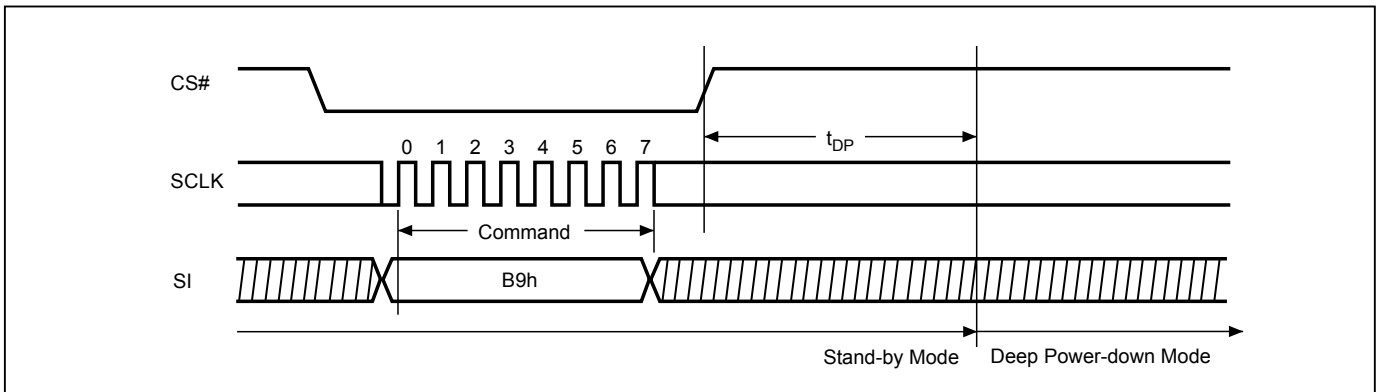 CS#
t_DP
0 1 2 3 4 5 6 7
SCLK
Command
SI
B9h
Stand-by Mode
Deep Power-down Mode